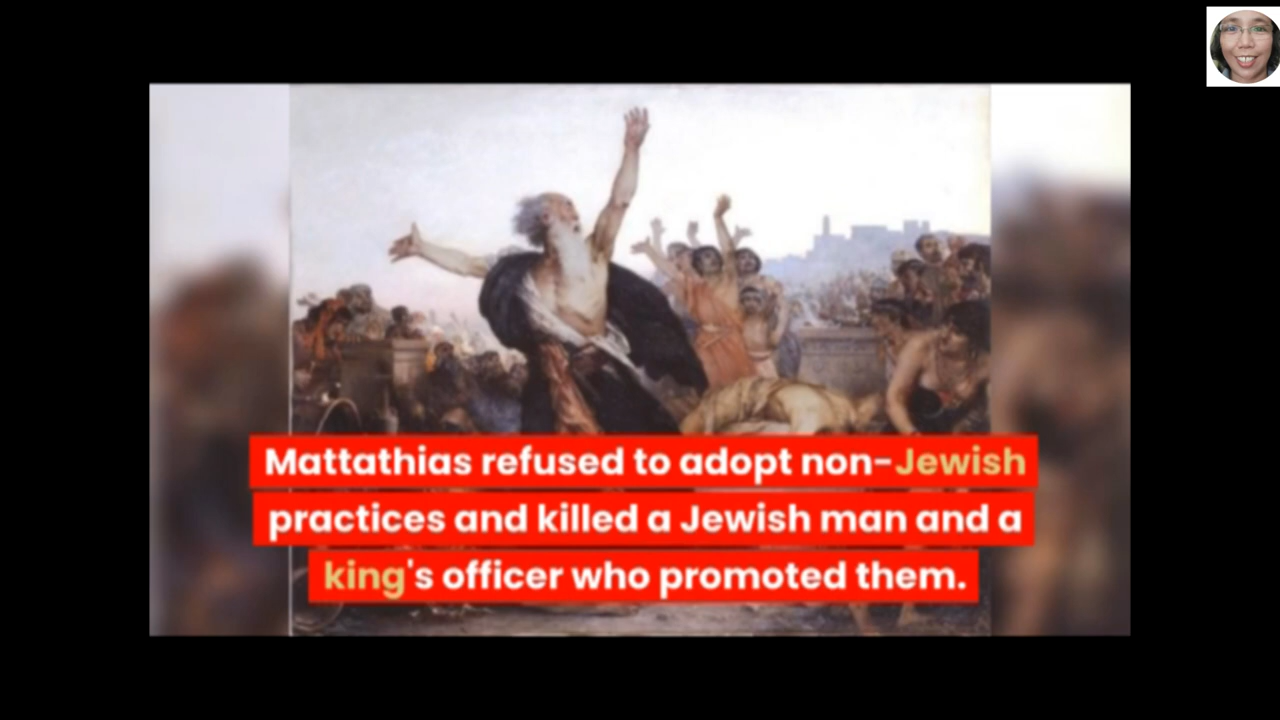 Mattathias refused to adopt non-Jewish
practices and killed a Jewish man and a
king's officer who promoted them.